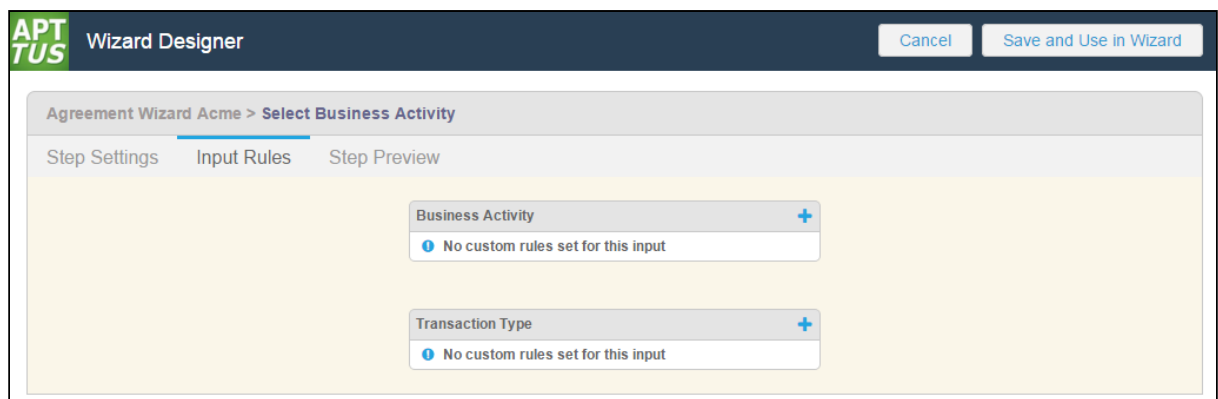 APT
TUS
Wizard Designer
Cancel
Save and Use in Wizard
Agreement Wizard Acme > Select Business Activity
Step Settings
Input Rules
Step Preview
Business Activity
No custom rules set for this input
Transaction Type
No custom rules set for this input